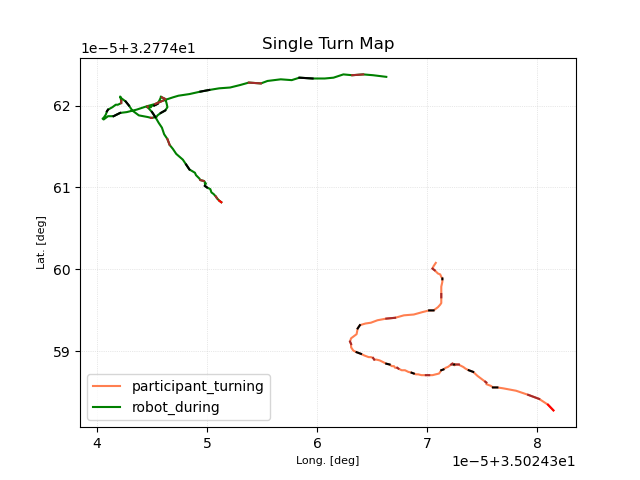 Single Turn Map
1e−5+3.2774e1
62
61
60
59
Lat. [deg]
participant_turning
robot_during
4 5 6 7 8
Long. [deg]
1e−5+3.50243e1